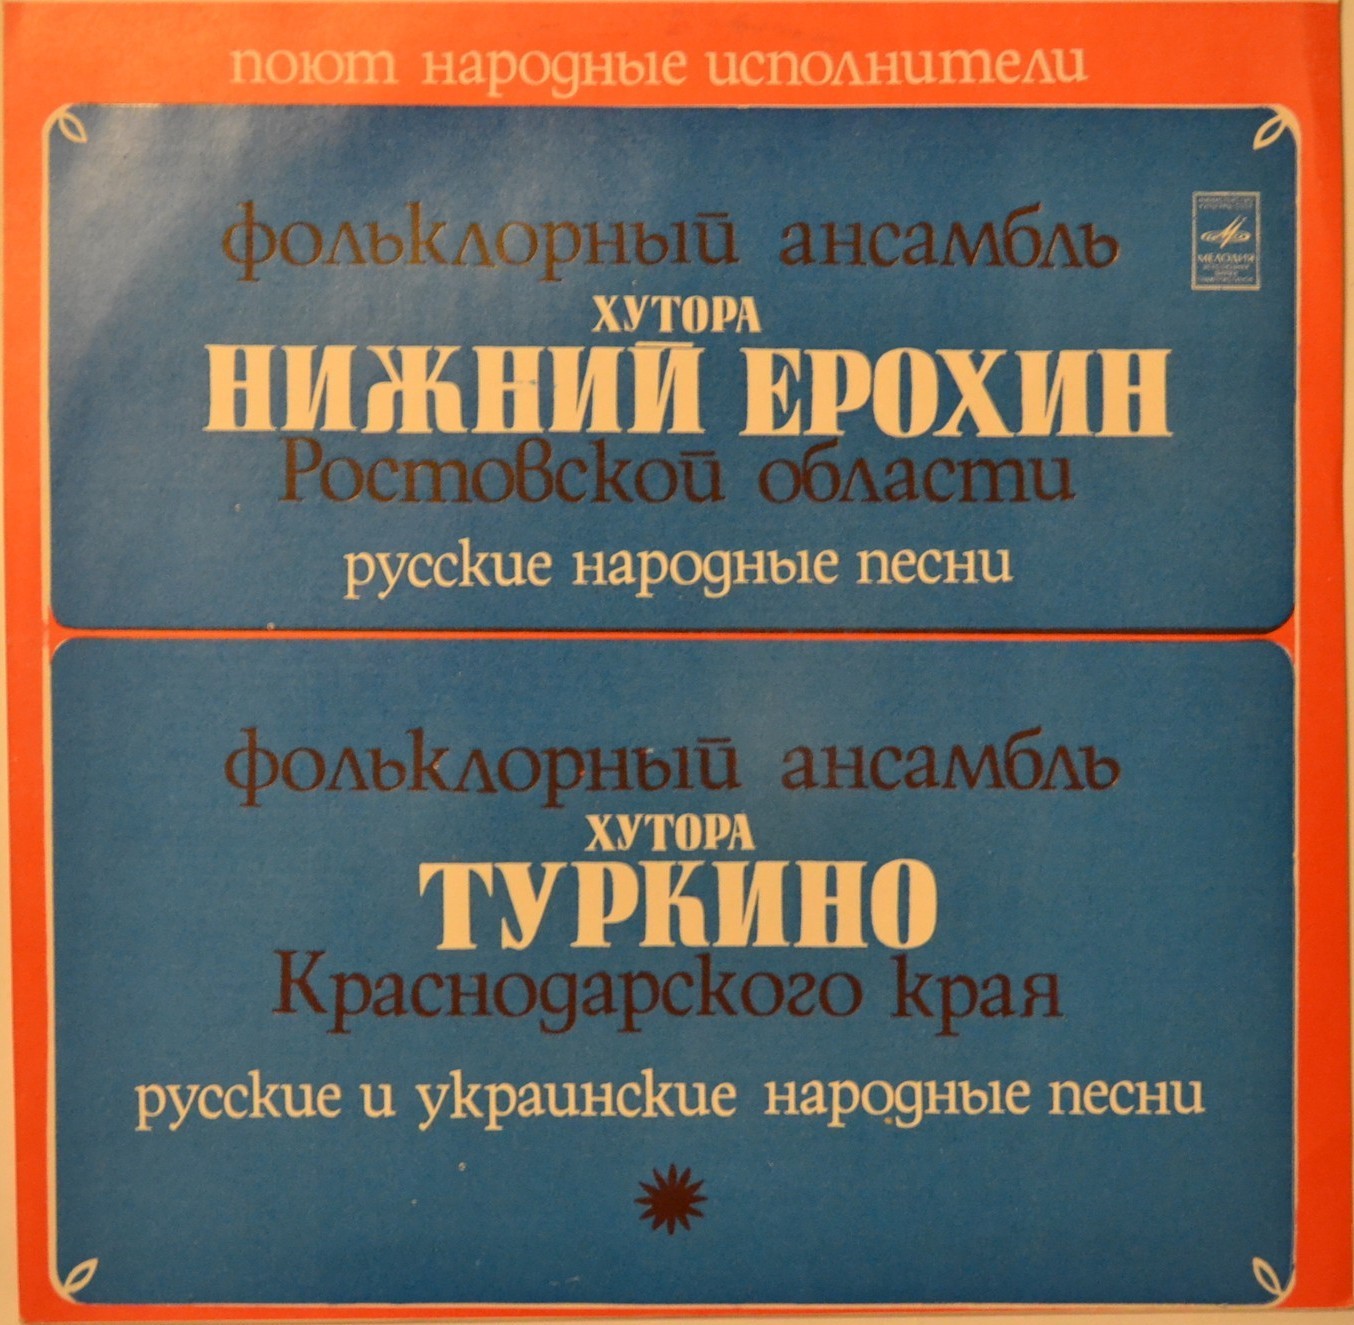 поют народные исполнители
фольклорный ансамбль
ХУТОРА
НИЖНИЙ ЕРОХИН
Ростовской области
русские народные песни
МЕЛОДИЯ
фольклорный ансамбль
ХУТОРА
ТУРКИНО
Краснодарского края
русские и украинские народные песни